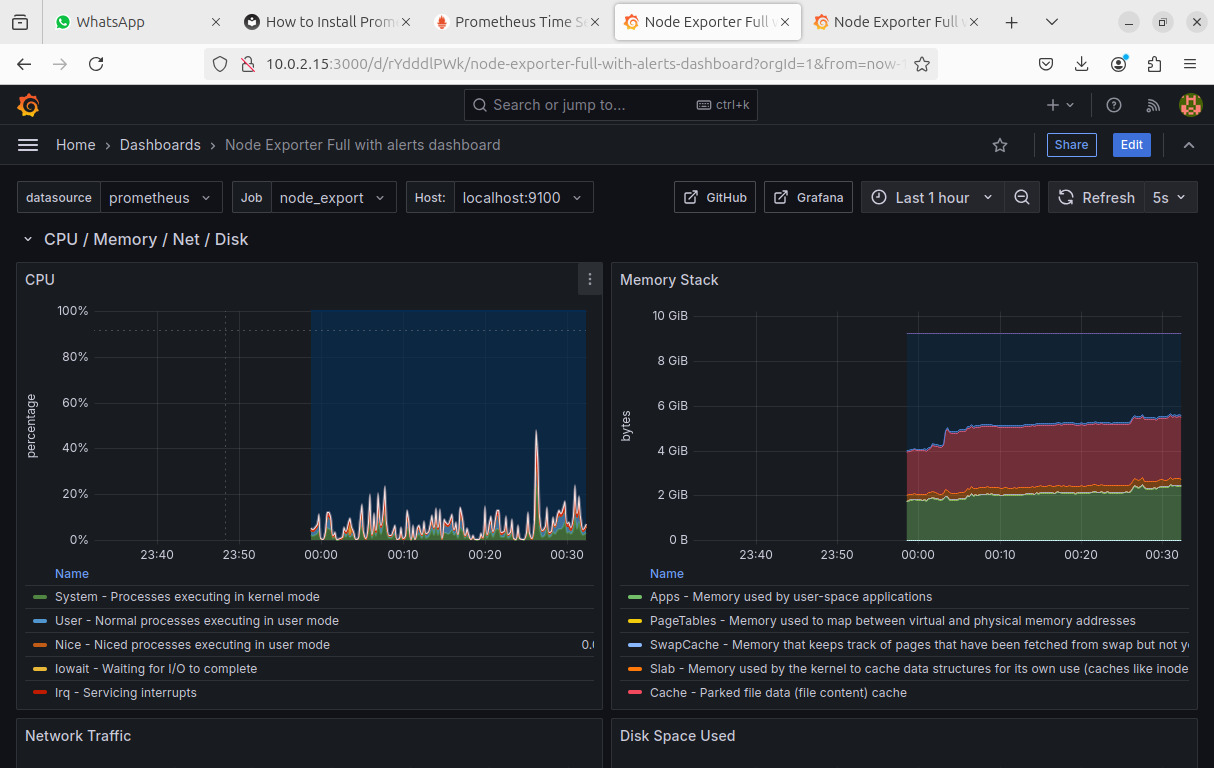 WhatsApp
How to Install Prom
Prometheus Time Se
Node Exporter Full w
Node Exporter Full w
10.0.2.15:3000/d/rYdddlPWk/node-exporter-full-with-alerts-dashboard?orgId=1&from=now-1
Search or jump to... ctrl+k
Home › Dashboards › Node Exporter Full with alerts dashboard
Share Edit
datasource prometheus Job node_export Host: localhost:9100 GitHub Grafana Last 1 hour Refresh 5s
CPU / Memory / Net / Disk
CPU
percentage
100%
80%
60%
40%
20%
0%
23:40 23:50 00:00 00:10 00:20 00:30
Name
System - Processes executing in kernel mode
User - Normal processes executing in user mode
Nice - Niced processes executing in user mode 0.
Iowait - Waiting for I/O to complete
Irq - Servicing interrupts
Memory Stack
bytes
10 GiB
8 GiB
6 GiB
4 GiB
2 GiB
0 B
23:40 23:50 00:00 00:10 00:20 00:30
Name
Apps - Memory used by user-space applications
PageTables - Memory used to map between virtual and physical memory addresses
SwapCache - Memory that keeps track of pages that have been fetched from swap but not y
Slab - Memory used by the kernel to cache data structures for its own use (caches like inode
Cache - Parked file data (file content) cache
Network Traffic
Disk Space Used